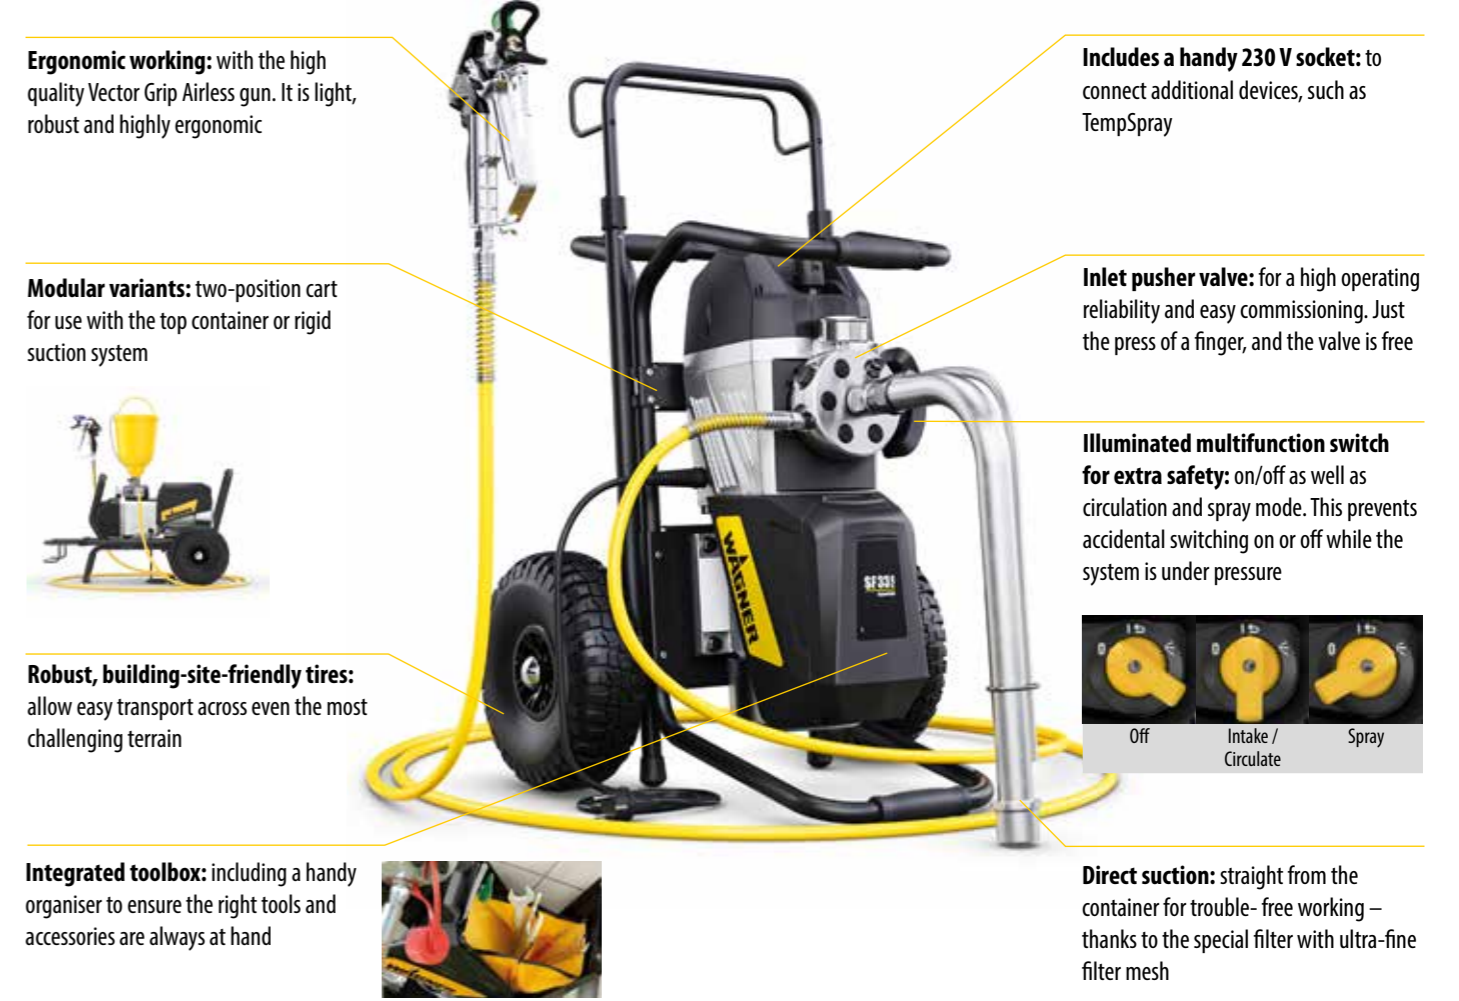 Ergonomic working: with the high
quality Vector Grip Airless gun. It is light,
robust and highly ergonomic
Modular variants: two-position cart
for use with the top container or rigid
suction system
Robust, building-site-friendly tires:
allow easy transport across even the most
challenging terrain
Integrated toolbox: including a handy
organiser to ensure the right tools and
accessories are always at hand
WAGNER
Includes a handy 230 V socket: to
connect additional devices, such as
TempSpray
Inlet pusher valve: for a high operating
reliability and easy commissioning. Just
the press of a finger, and the valve is free
Illuminated multifunction switch
for extra safety: on/off as well as
circulation and spray mode. This prevents
accidental switching on or off while the
system is under pressure
Off
Intake /
Circulate
Spray
Direct suction: straight from the
container for trouble- free working –
thanks to the special filter with ultra-fine
filter mesh